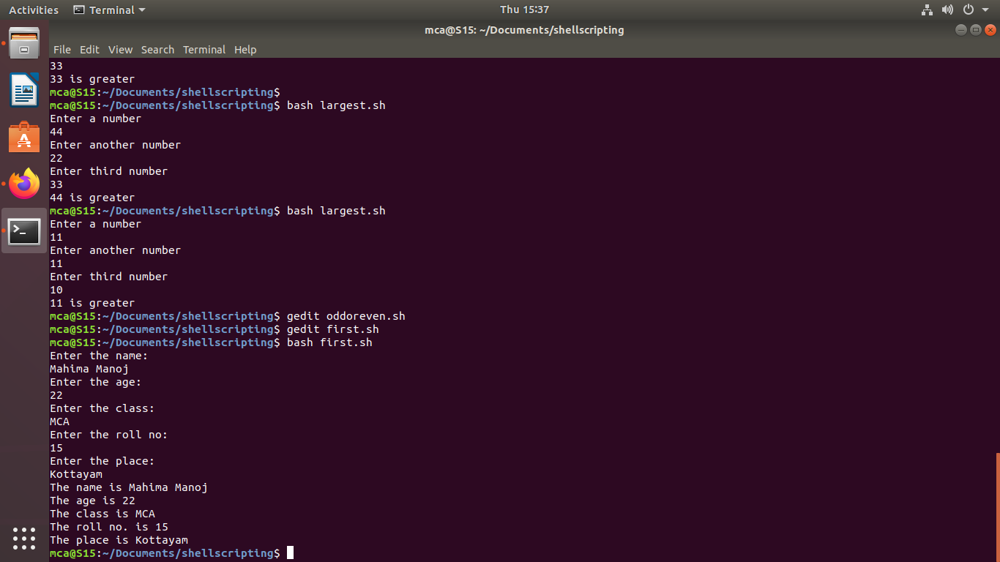 Activities Terminal Thu 15:37
mca@S15: ~/Documents/shellscripting
File Edit View Search Terminal Help
33
33 is greater
mca@S15:~/Documents/shellscripting$
mca@S15:~/Documents/shellscripting$ bash largest.sh
Enter a number
44
Enter another number
22
Enter third number
33
44 is greater
mca@S15:~/Documents/shellscripting$ bash largest.sh
Enter a number
11
Enter another number
11
Enter third number
10
11 is greater
mca@S15:~/Documents/shellscripting$ gedit oddoreven.sh
mca@S15:~/Documents/shellscripting$ gedit first.sh
mca@S15:~/Documents/shellscripting$ bash first.sh
Enter the name:
Mahima Manoj
Enter the age:
22
Enter the class:
MCA
Enter the roll no:
15
Enter the place:
Kottayam
The name is Mahima Manoj
The age is 22
The class is MCA
The roll no. is 15
The place is Kottayam
mca@S15:~/Documents/shellscripting$